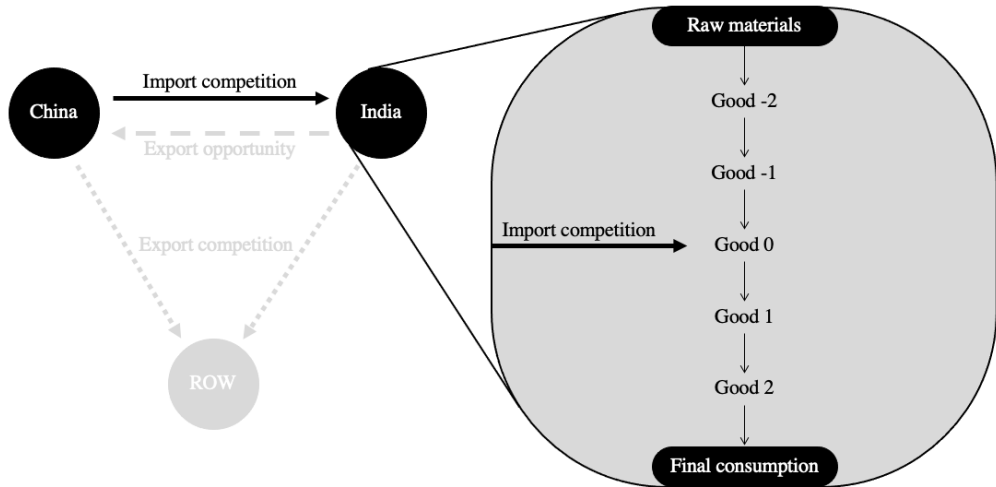 China
Import competition
India
Export opportunity
Export competition
ROW
Raw materials
Good -2
Good -1
Import competition
Good 0
Good 1
Good 2
Final consumption